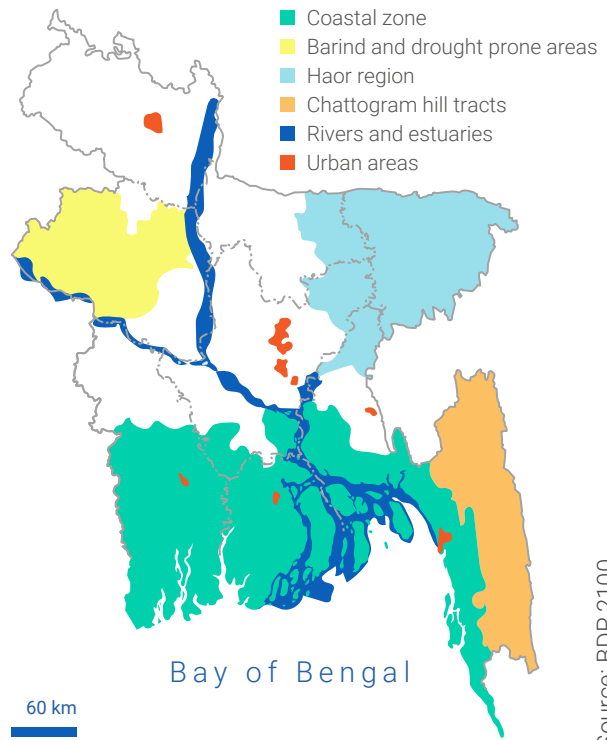 Coastal zone
Barind and drought prone areas
Haor region
Chattogram hill tracts
Rivers and estuaries
Urban areas
Bay of Bengal
60 km
Source: BDP 2100